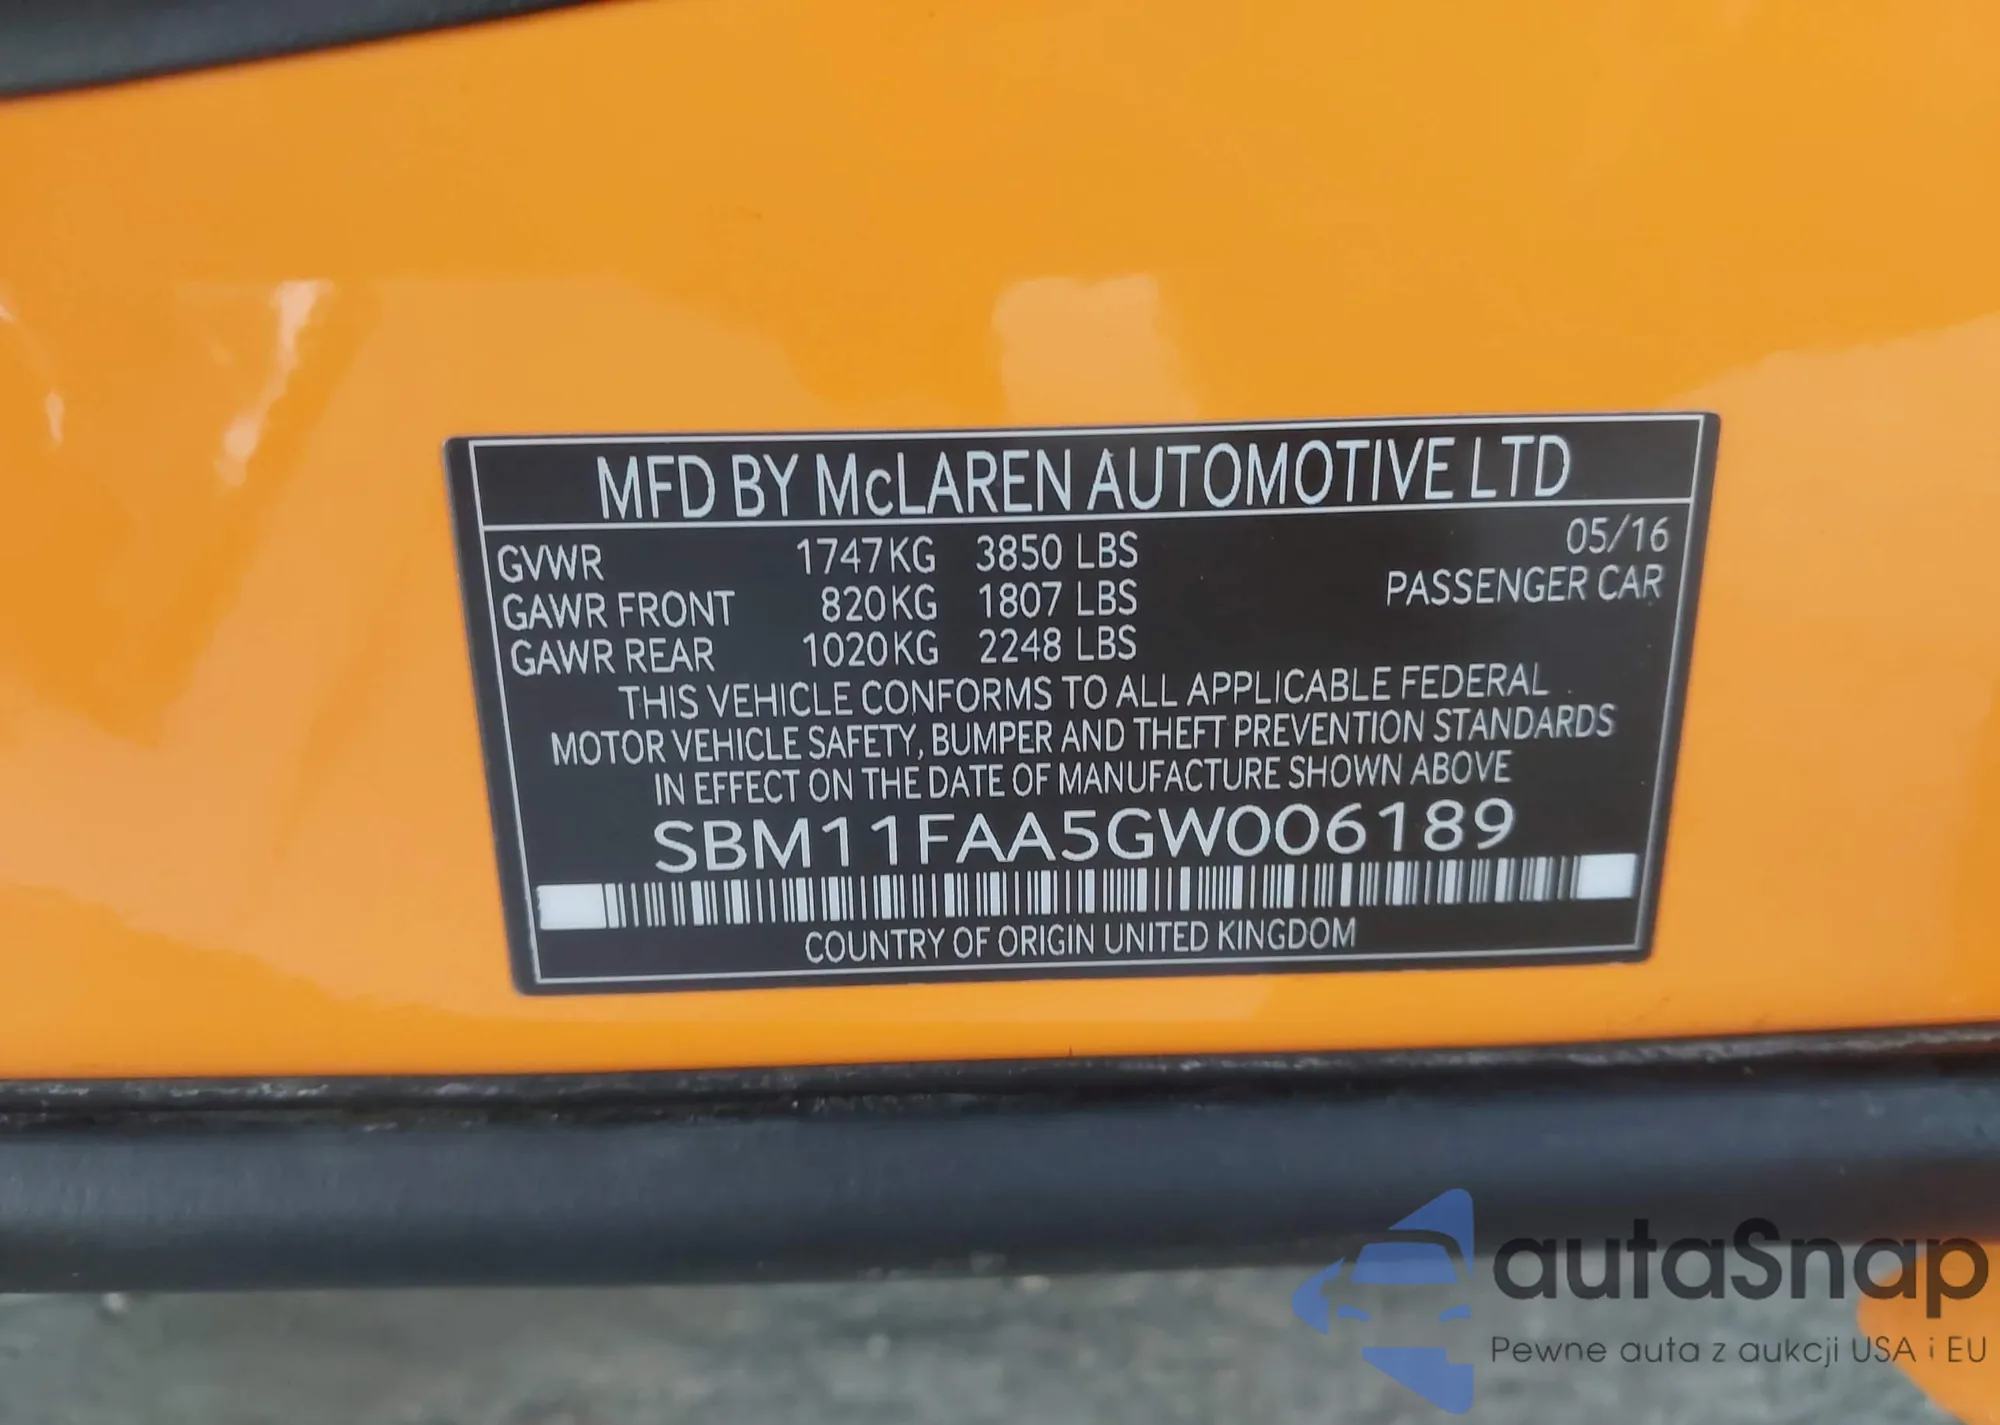 MFD BY McLAREN AUTOMOTIVE LTD
GVWR 1747KG 3850 LBS 05/16
GAWR FRONT 820KG 1807 LBS PASSENGER CAR
GAWR REAR 1020KG 2248 LBS
THIS VEHICLE CONFORMS TO ALL APPLICABLE FEDERAL
MOTOR VEHICLE SAFETY, BUMPER AND THEFT PREVENTION STANDARDS
IN EFFECT ON THE DATE OF MANUFACTURE SHOWN ABOVE
SBM11FAA5GW006189
COUNTRY OF ORIGIN UNITED KINGDOM
autaSnap
Pewne auta z aukcji USA i EU